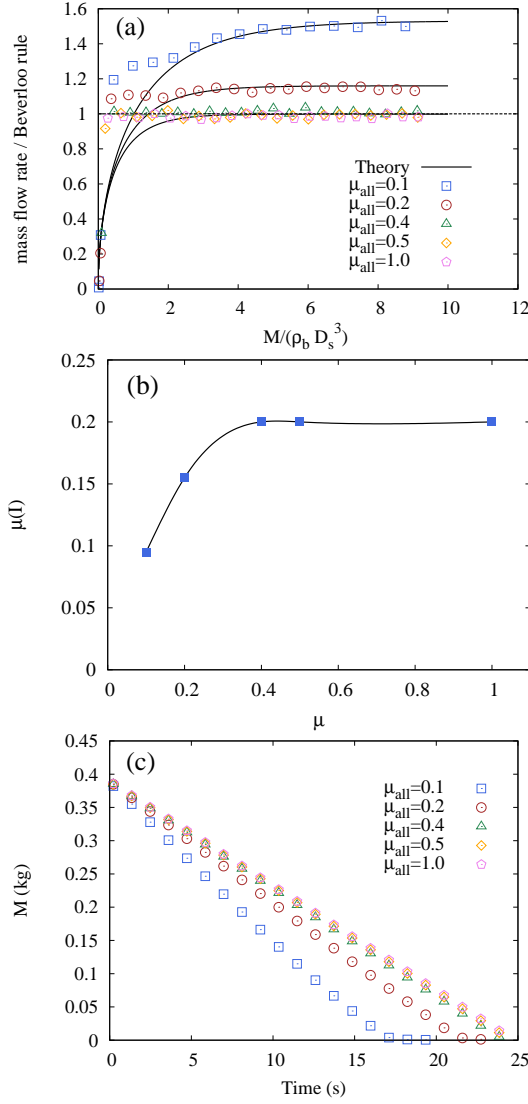 (a)
mass flow rate / Beverloo rule
1.6
1.4
1.2
1
0.8
0.6
0.4
0.2
0
Theory
μall=0.1
μall=0.2
μall=0.4
μall=0.5
μall=1.0
0 2 4 6 8 10 12
M/(ρb Ds^3)
(b)
μ(I)
0.25
0.2
0.15
0.1
0.05
0
0 0.2 0.4 0.6 0.8 1
μ
(c)
M (kg)
0.45
0.4
0.35
0.3
0.25
0.2
0.15
0.1
0.05
0
μall=0.1
μall=0.2
μall=0.4
μall=0.5
μall=1.0
0 5 10 15 20 25 30
Time (s)